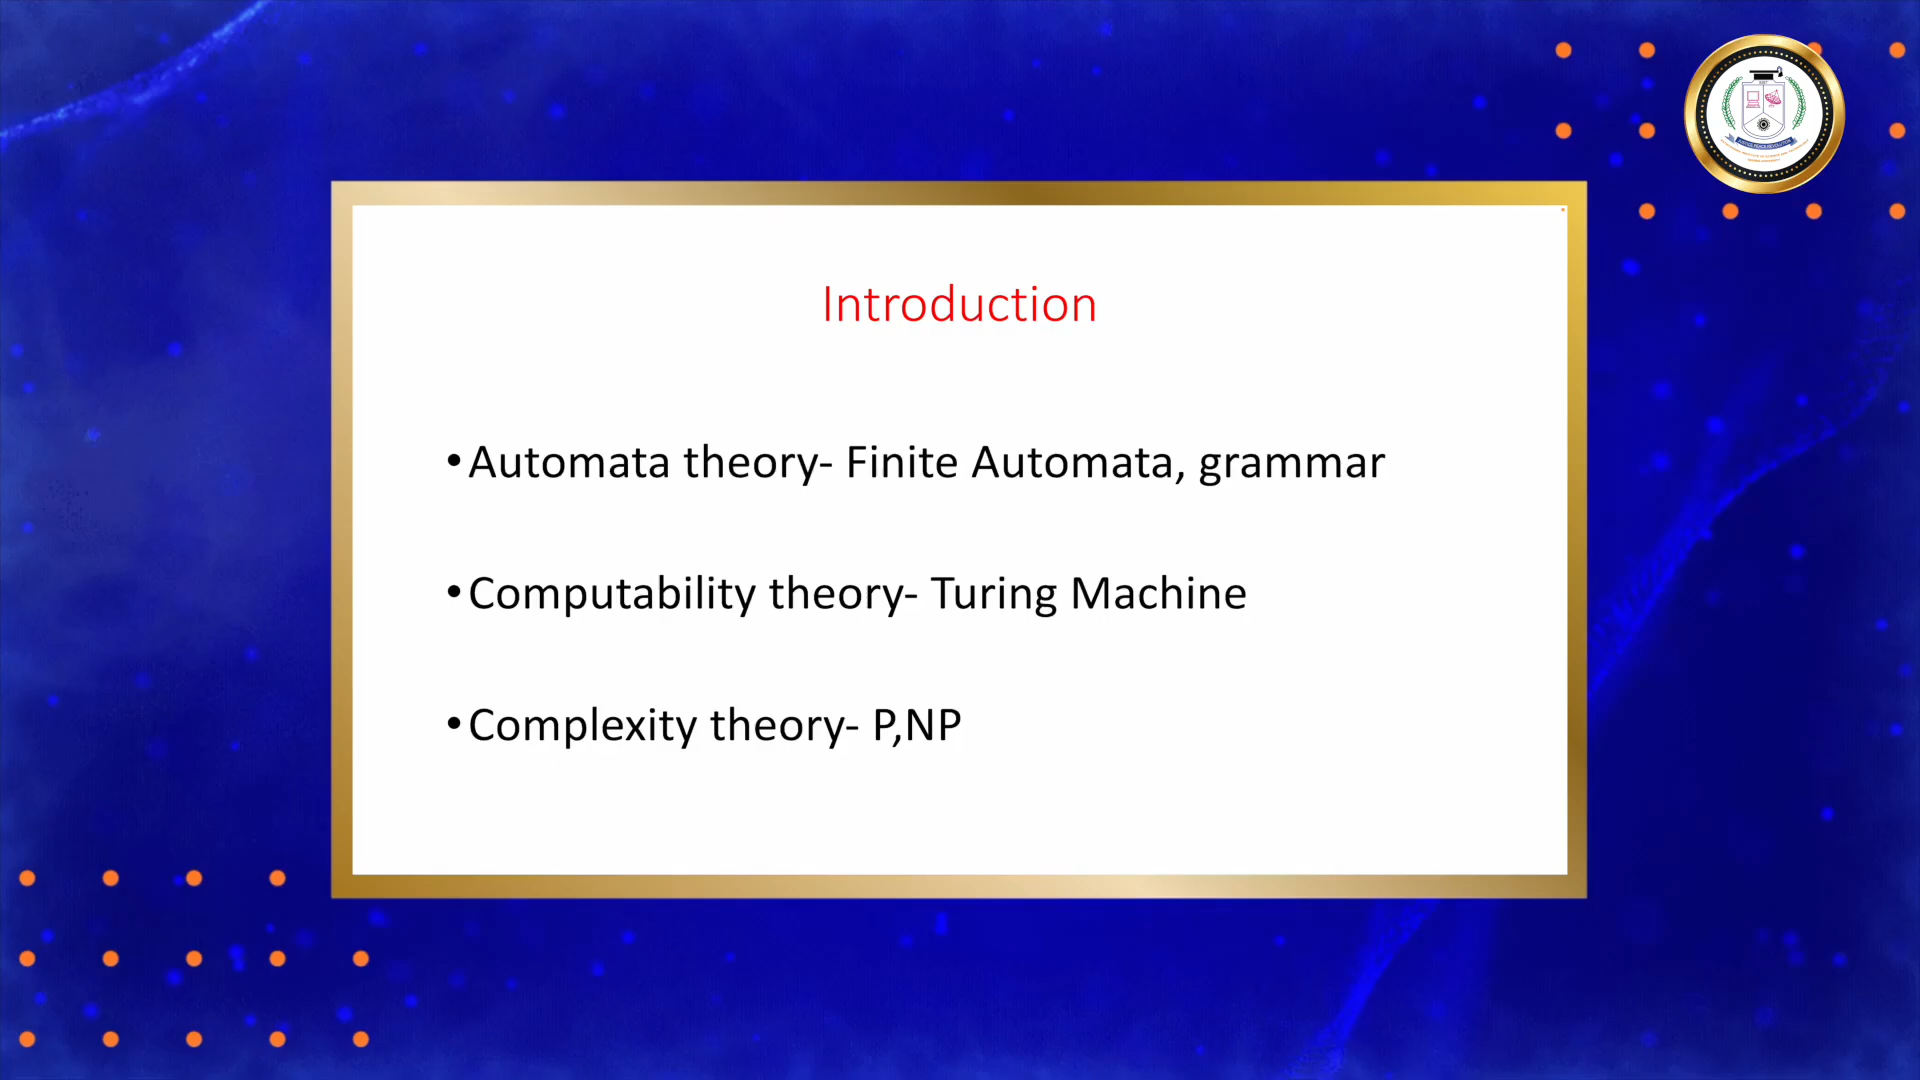 Introduction
•Automata theory- Finite Automata, grammar
•Computability theory- Turing Machine
•Complexity theory- P,NP